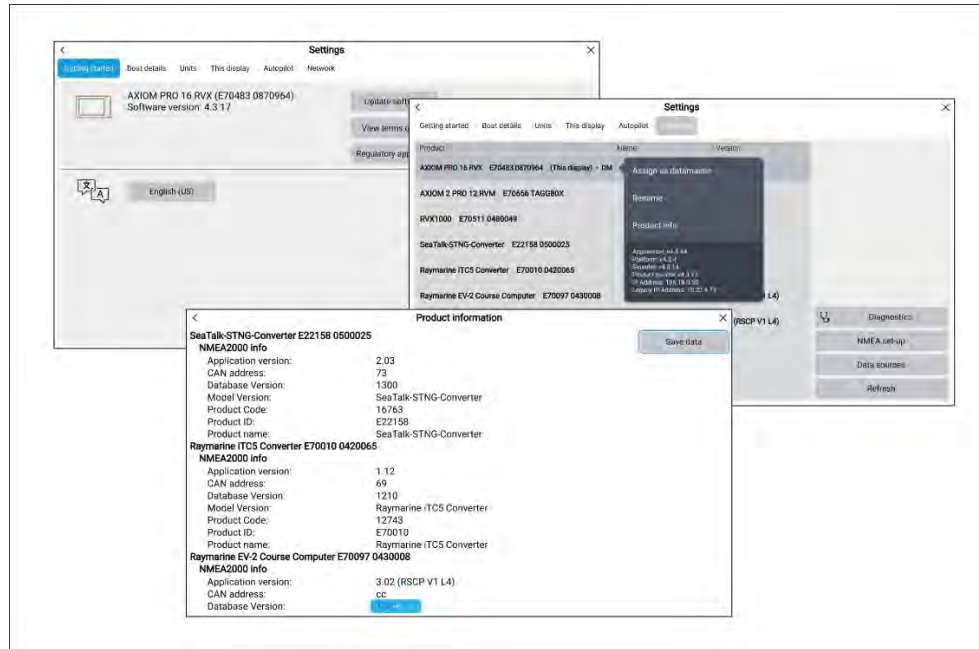 Settings
Getting started Boat details Units This display Autopilot Network
AXIOM PRO 16 RVX (E70483 0870964)
Software version: 4.3.17
View terms
English (US)
Settings
Getting started Boat details Units This display Autopilot
Product Name Version
AXIOM PRO 16 RVX E70483 0870964 (This display) - DM
AXIOM 2 PRO 12 RVM E70656 TAGGBOX
RVX1000 E70511 0480049
SeaTalk-STNG-Converter E22158 0500025
Raymarine iTC5 Converter E70010 0420065
Raymarine EV-2 Course Computer E70097 0430008
Assign as datamaster
Rename
Product info
L4)
(RSCP V1 L4)
Diagnostics
NMEA set-up
Data sources
Refresh
Product information
Save data
SeaTalk-STNG-Converter E22158 0500025
NMEA2000 info
Application version: 2.03
CAN address: 73
Database Version: 1300
Model Version: SeaTalk-STNG-Converter
Product Code: 16763
Product ID: E22158
Product name: SeaTalk-STNG-Converter
Raymarine iTC5 Converter E70010 0420065
NMEA2000 info
Application version: 1.12
CAN address: 69
Database Version: 1210
Model Version: Raymarine iTC5 Converter
Product Code: 12743
Product ID: E70010
Product name: Raymarine iTC5 Converter
Raymarine EV-2 Course Computer E70097 0430008
NMEA2000 info
Application version: 3.02 (RSCP V1 L4)
CAN address: cc
Database Version: